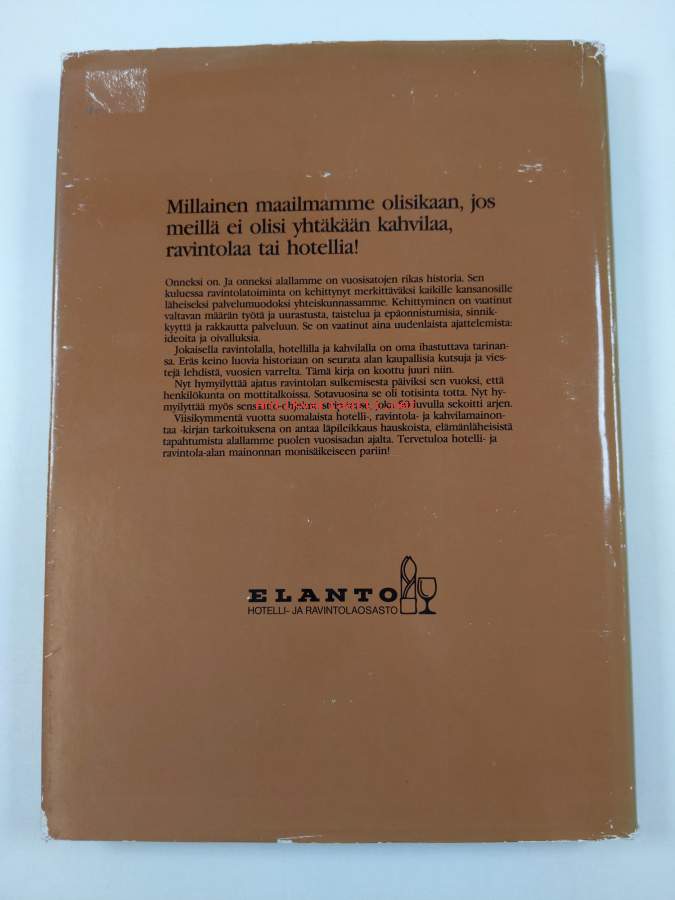 Millainen maailmamme olisikaan, jos
meillä ei olisi yhtäkään kahvilaa,
ravintolaa tai hotellia!
Onneksi on. Ja onneksi alallamme on vuosisatojen rikas historia. Sen
kuluessa ravintolatoiminta on kehittynyt merkittäväksi kaikille kansanosille
läheiseksi palvelumuodoksi yhteiskunnassamme. Kehittyminen on vaatinut
valtavan määrän työtä ja uurastusta, taistelua ja epäonnistumisia, sinnik-
kyyttä ja rakkautta palveluun. Se on vaatinut aina uudenlaista ajattelemista:
ideoita ja oivalluksia.
Jokaisella ravintolalla, hotellilla ja kahvilalla on oma ihastuttava tarinan-
sa. Eräs keino luovia historiaan on seurata alan kaupallisia kutsuja ja vies-
tejä lehdistä, vuosien varrelta. Tämä kirja on koottu juuri niin.
Nyt hymyilyttää ajatus ravintolan sulkemisesta päiväksi sen vuoksi, että
henkilökunta on mottitalkoissa. Sotavuosina se oli totisinta totta. Nyt hy-
myilyttää myös joka luvulla sekoitti arjen.
Viisikymmentä vuotta suomalaista hotelli-, ravintola- ja kahvilamainon-
taa -kirjan tarkoituksena on antaa läpileikkaus hauskoista, elämänläheisistä
tapahtumista alallamme puolen vuosisadan ajalta. Tervetuloa hotelli- ja
ravintola-alan mainonnan monisäikeiseen pariin!
ELANTO
HOTELLI- JA RAVINTOLAOSASTO